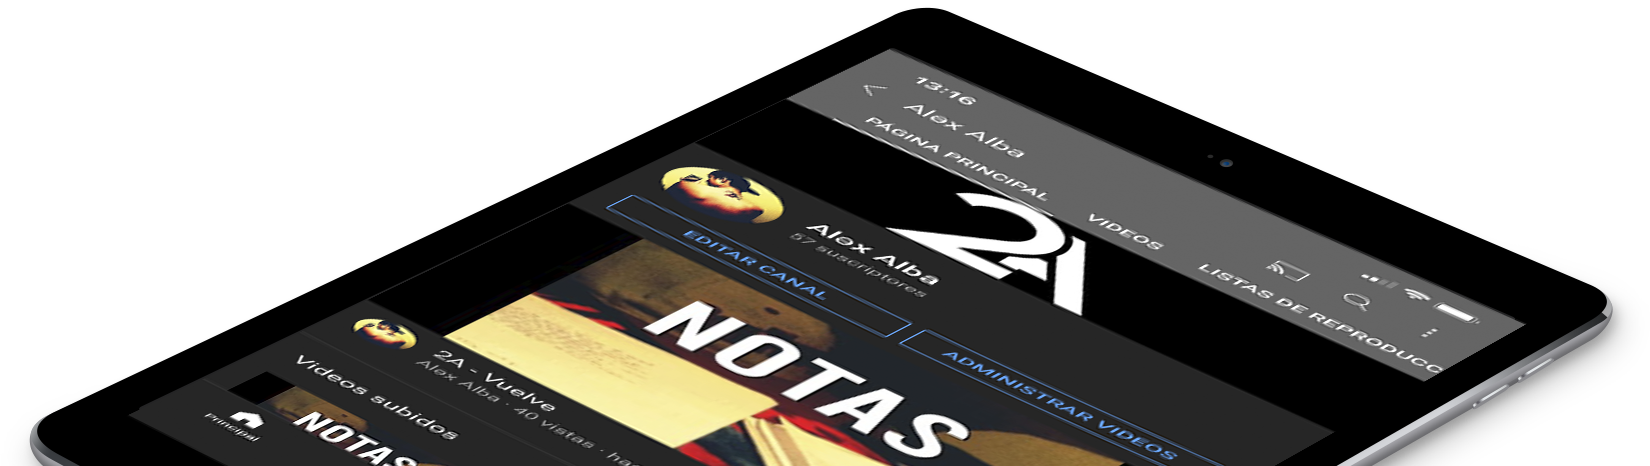 13:16
Alex Alba
PÁGINA PRINCIPAL
VIDEOS
LISTAS DE REPRODUCC
2A
Alex Alba
57 suscriptores
EDITAR CANAL
ADMINISTRAR VIDEOS
NOTAS
2A - Vuelve
Alex Alba · 40 vistas ·
Videos subidos
NOTAS
Principal